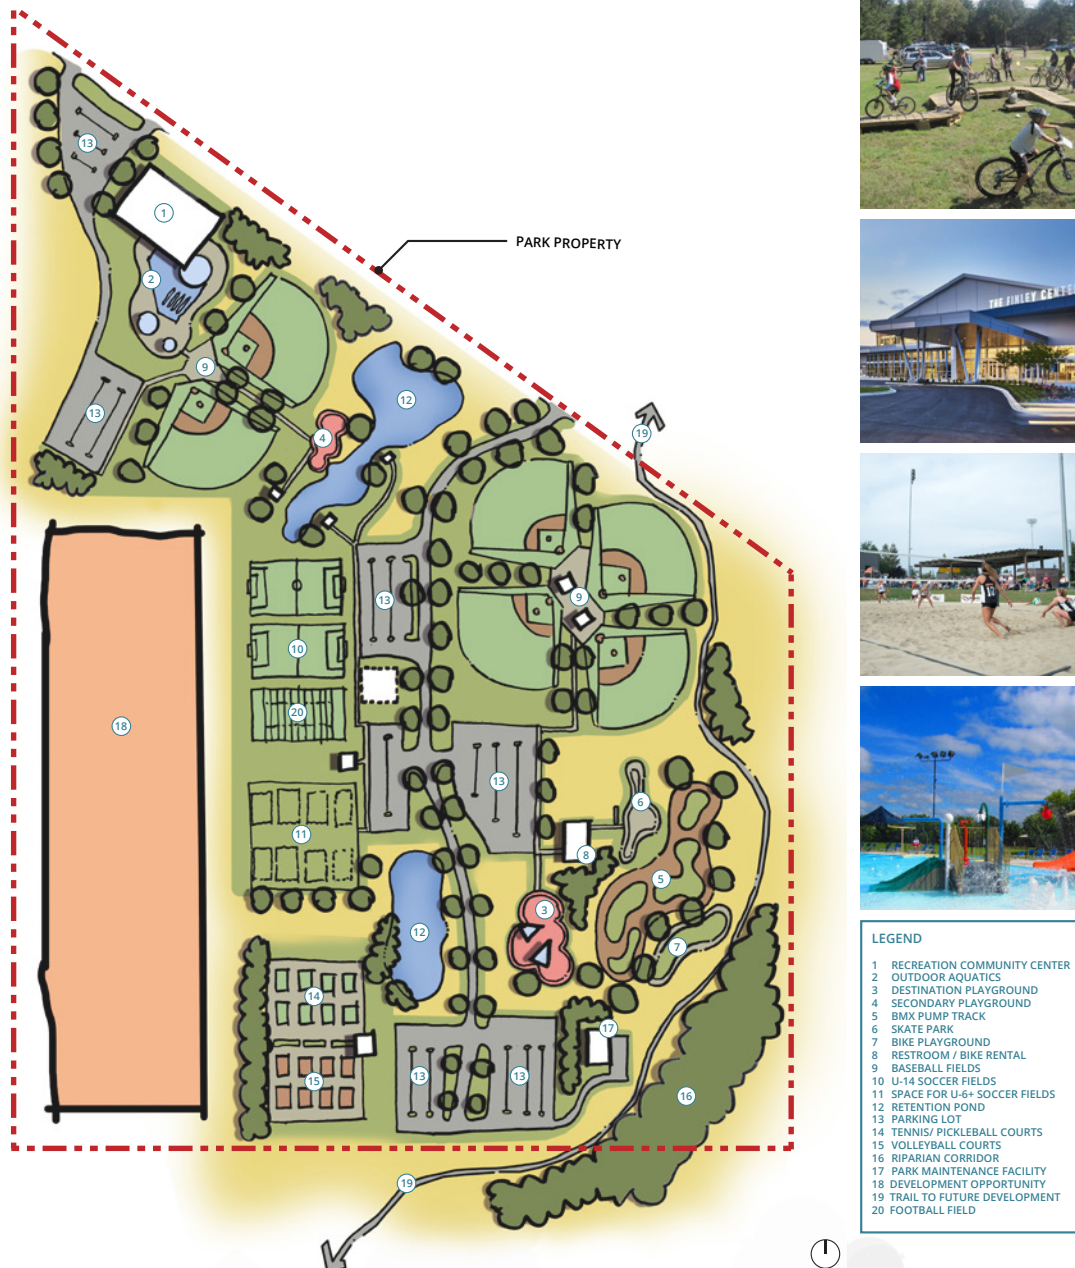 13
1
2
PARK PROPERTY
9
13
12
4
19
13
9
10
20
18
13
6
11
8
5
3
12
7
14
17
13
13
15
16
19
THE FINLEY CENTE
LEGEND
1 RECREATION COMMUNITY CENTER
2 OUTDOOR AQUATICS
3 DESTINATION PLAYGROUND
4 SECONDARY PLAYGROUND
5 BMX PUMP TRACK
6 SKATE PARK
7 BIKE PLAYGROUND
8 RESTROOM / BIKE RENTAL
9 BASEBALL FIELDS
10 U-14 SOCCER FIELDS
11 SPACE FOR U-6+ SOCCER FIELDS
12 RETENTION POND
13 PARKING LOT
14 TENNIS/ PICKLEBALL COURTS
15 VOLLEYBALL COURTS
16 RIPARIAN CORRIDOR
17 PARK MAINTENANCE FACILITY
18 DEVELOPMENT OPPORTUNITY
19 TRAIL TO FUTURE DEVELOPMENT
20 FOOTBALL FIELD